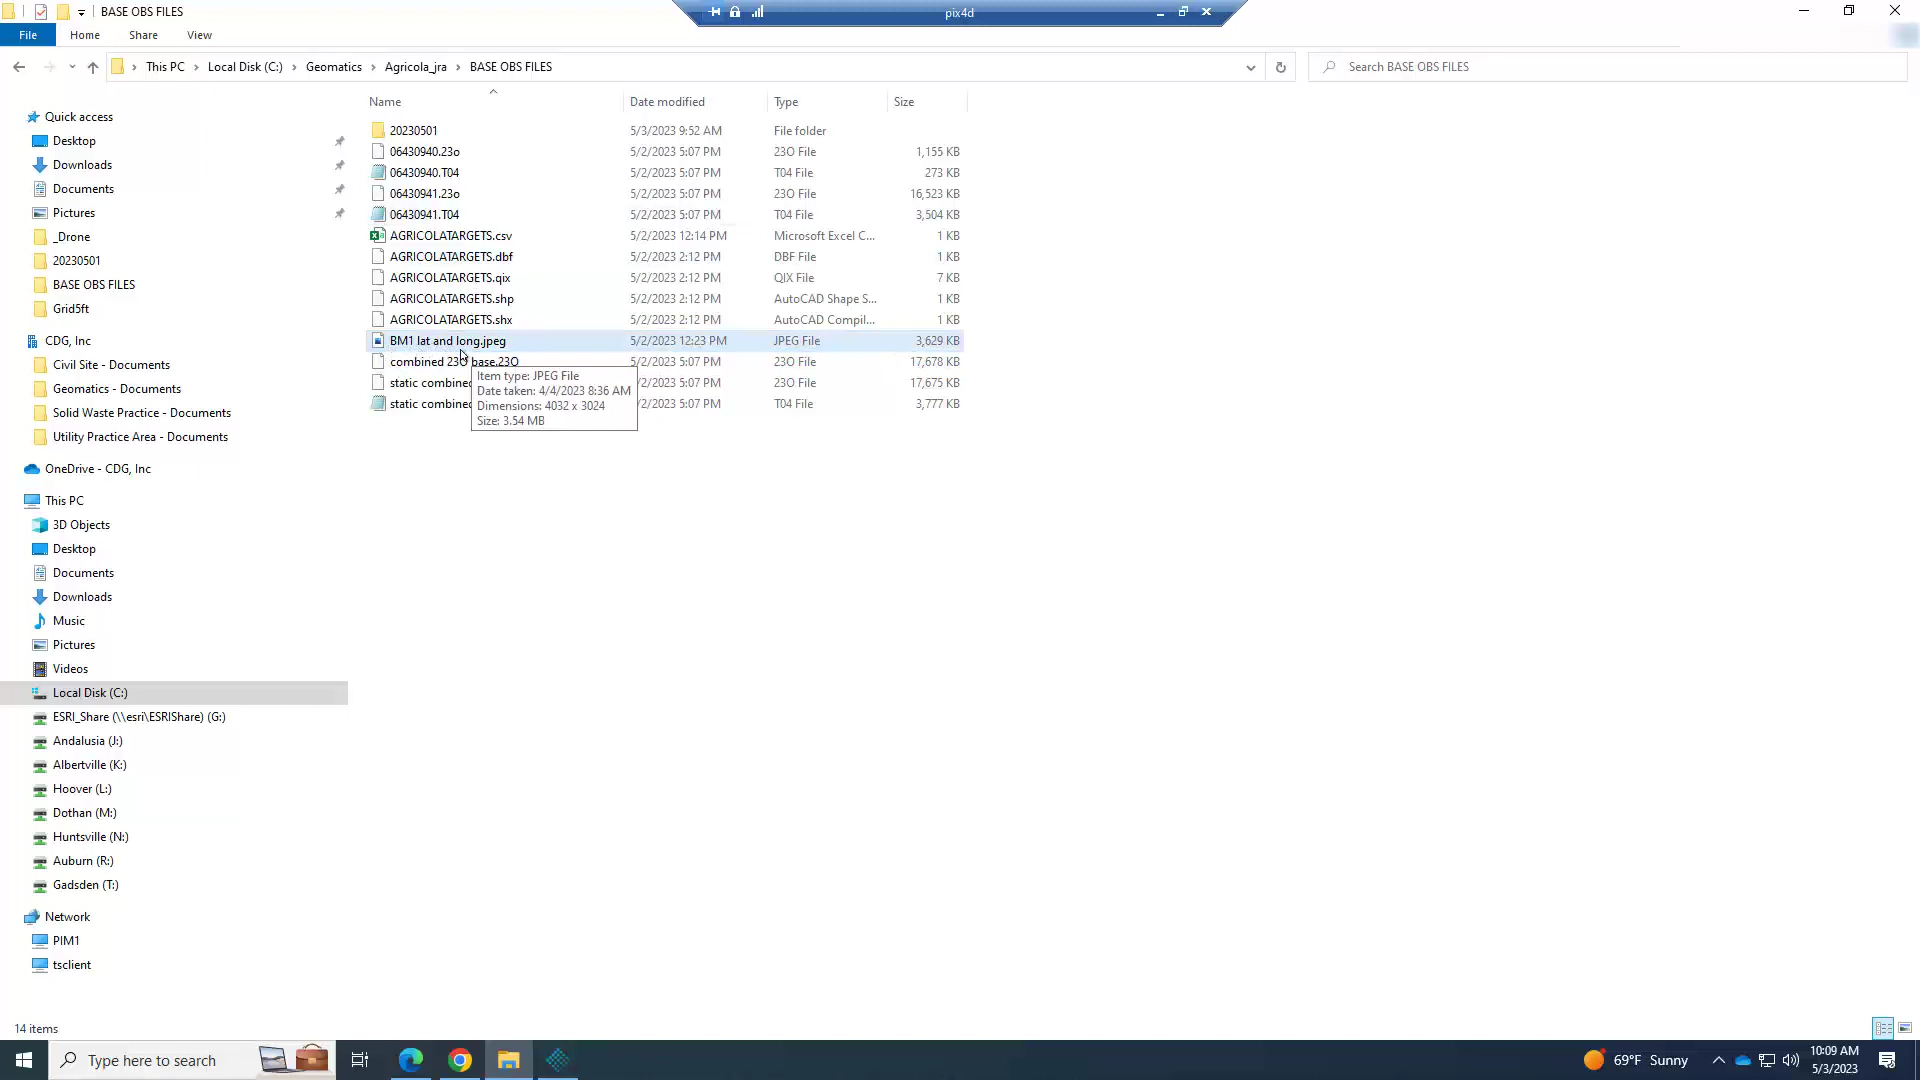 BASE OBS FILES
pix4d
File
Home
Share
View
This PC
Local Disk (C:)
Geomatics
Agricola_jra
BASE OBS FILES
Search BASE OBS FILES
Name
Date modified
Type
Size
20230501
5/3/2023 9:52 AM
File folder
06430940.23o
5/2/2023 5:07 PM
23O File
1,155 KB
06430940.T04
5/2/2023 5:07 PM
T04 File
273 KB
06430941.23o
5/2/2023 5:07 PM
23O File
16,523 KB
06430941.T04
5/2/2023 5:07 PM
T04 File
3,504 KB
AGRICOLATARGETS.csv
5/2/2023 12:14 PM
Microsoft Excel C...
1 KB
AGRICOLATARGETS.dbf
5/2/2023 2:12 PM
DBF File
1 KB
AGRICOLATARGETS.qix
5/2/2023 2:12 PM
QIX File
7 KB
AGRICOLATARGETS.shp
5/2/2023 2:12 PM
AutoCAD Shape S...
1 KB
AGRICOLATARGETS.shx
5/2/2023 2:12 PM
AutoCAD Compil...
1 KB
BM1 lat and long.jpeg
5/2/2023 12:23 PM
JPEG File
3,629 KB
combined 23O base.23O
5/2/2023 5:07 PM
23O File
17,678 KB
static combined
/2/2023 5:07 PM
23O File
17,675 KB
static combined
/2/2023 5:07 PM
T04 File
3,777 KB
Item type: JPEG File
Date taken: 4/4/2023 8:36 AM
Dimensions: 4032 x 3024
Size: 3.54 MB
Quick access
Desktop
Downloads
Documents
Pictures
_Drone
20230501
BASE OBS FILES
Grid5ft
CDG, Inc
Civil Site - Documents
Geomatics - Documents
Solid Waste Practice - Documents
Utility Practice Area - Documents
OneDrive - CDG, Inc
This PC
3D Objects
Desktop
Documents
Downloads
Music
Pictures
Videos
Local Disk (C:)
ESRI_Share (\\esri\ESRIShare) (G:)
Andalusia (J:)
Albertville (K:)
Hoover (L:)
Dothan (M:)
Huntsville (N:)
Auburn (R:)
Gadsden (T:)
Network
PIM1
tsclient
14 items
Type here to search
69°F Sunny
10:09 AM
5/3/2023